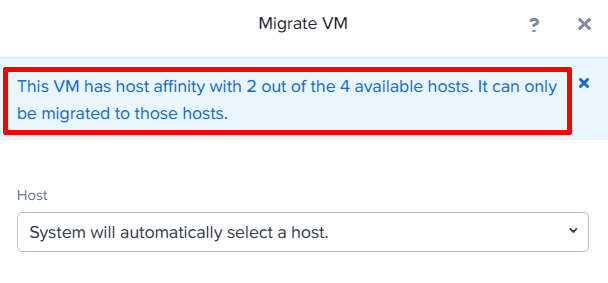 Migrate VM
?
This VM has host affinity with 2 out of the 4 available hosts. It can only
be migrated to those hosts.
Host
System will automatically select a host.